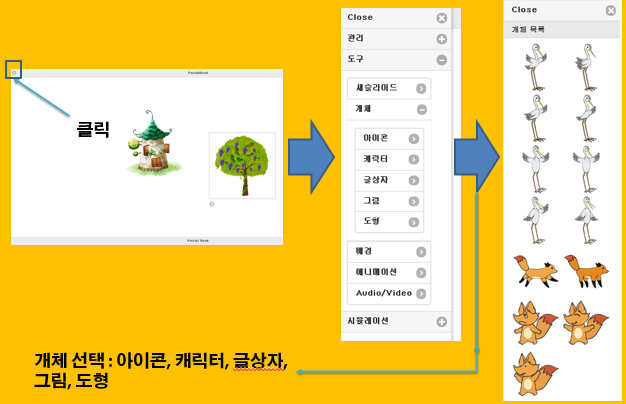 PocketBook
클릭
Pocket Book
Close
관리
도구
새슬라이드
개체
아이콘
캐릭터
글상자
그림
도형
배경
애니메이션
Audio/Video
시뮬레이션
Close
개체 목록
개체 선택 : 아이콘, 캐릭터, 글상자,
그림, 도형